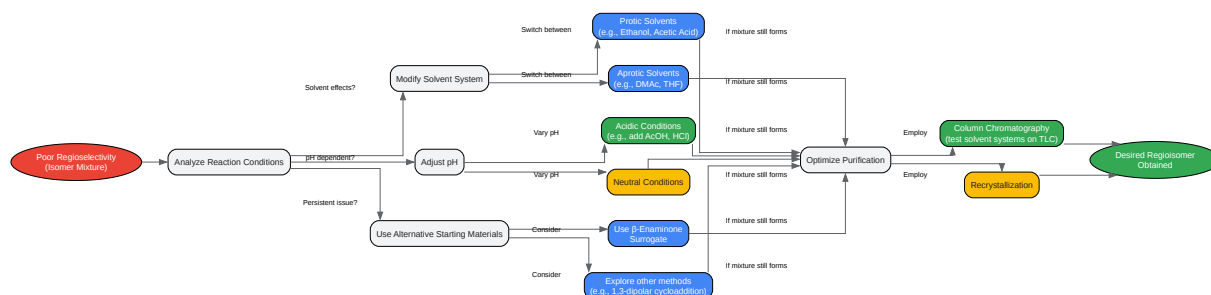 Poor Regioselectivity
(Isomer Mixture)
Analyze Reaction Conditions
Solvent effects?
pH dependent?
Persistent issue?
Modify Solvent System
Adjust pH
Use Alternative Starting Materials
Switch between
Switch between
Vary pH
Vary pH
Consider
Consider
Protic Solvents
(e.g., Ethanol, Acetic Acid)
Aprotic Solvents
(e.g., DMAc, THF)
Acidic Conditions
(e.g., add AcOH, HCl)
Neutral Conditions
Use β-Enaminone
Surrogate
Explore other methods
(e.g., 1,3-dipolar cycloaddition)
If mixture still forms
If mixture still forms
If mixture still forms
If mixture still forms
If mixture still forms
If mixture still forms
Optimize Purification
Employ
Employ
Column Chromatography
(test solvent systems on TLC)
Recrystallization
Desired Regioisomer
Obtained